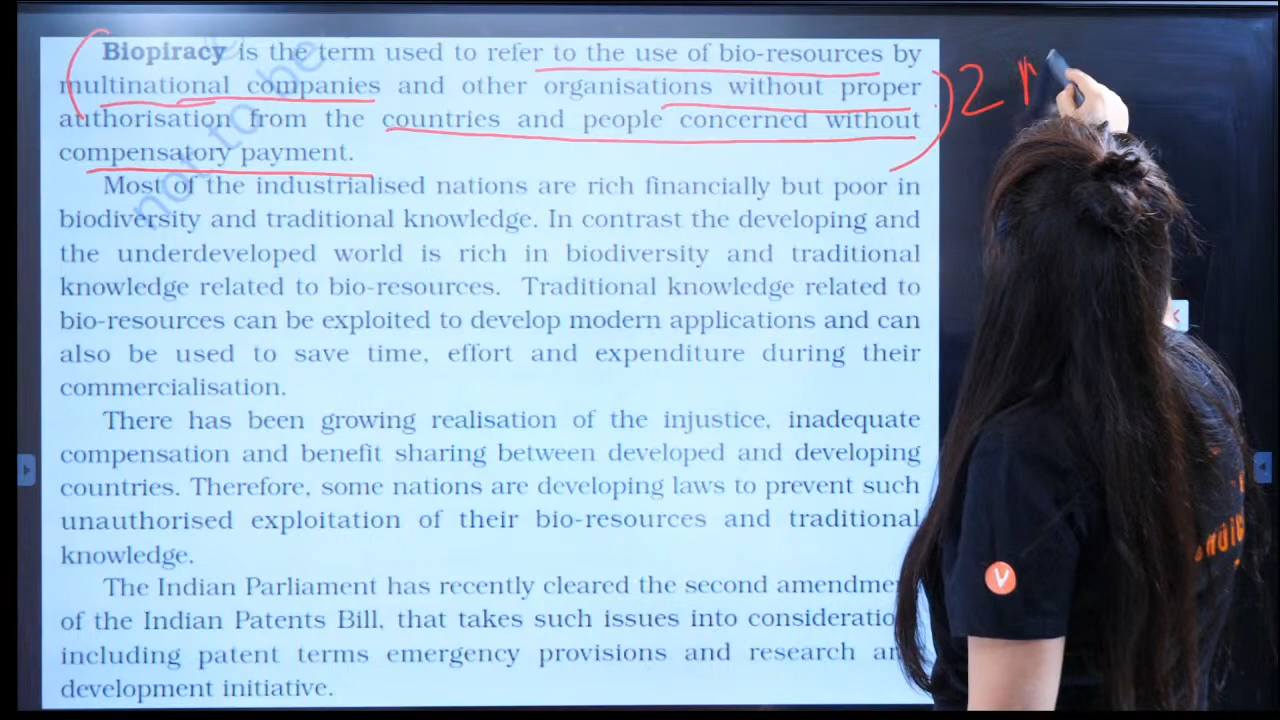 Biopiracy is the term used to refer to the use of bio-resources by
multinational companies and other organisations without proper
authorisation from the countries and people concerned without
compensatory payment.
Most of the industrialised nations are rich financially but poor in
biodiversity and traditional knowledge. In contrast the developing and
the underdeveloped world is rich in biodiversity and traditional
knowledge related to bio-resources. Traditional knowledge related to
bio-resources can be exploited to develop modern applications and can
also be used to save time, effort and expenditure during their
commercialisation.
There has been growing realisation of the injustice, inadequate
compensation and benefit sharing between developed and developing
countries. Therefore, some nations are developing laws to prevent such
unauthorised exploitation of their bio-resources and traditional
knowledge.
The Indian Parliament has recently cleared the second amendmen
of the Indian Patents Bill, that takes such issues into consideratio
including patent terms emergency provisions and research an
development initiative.
not to be
2
V